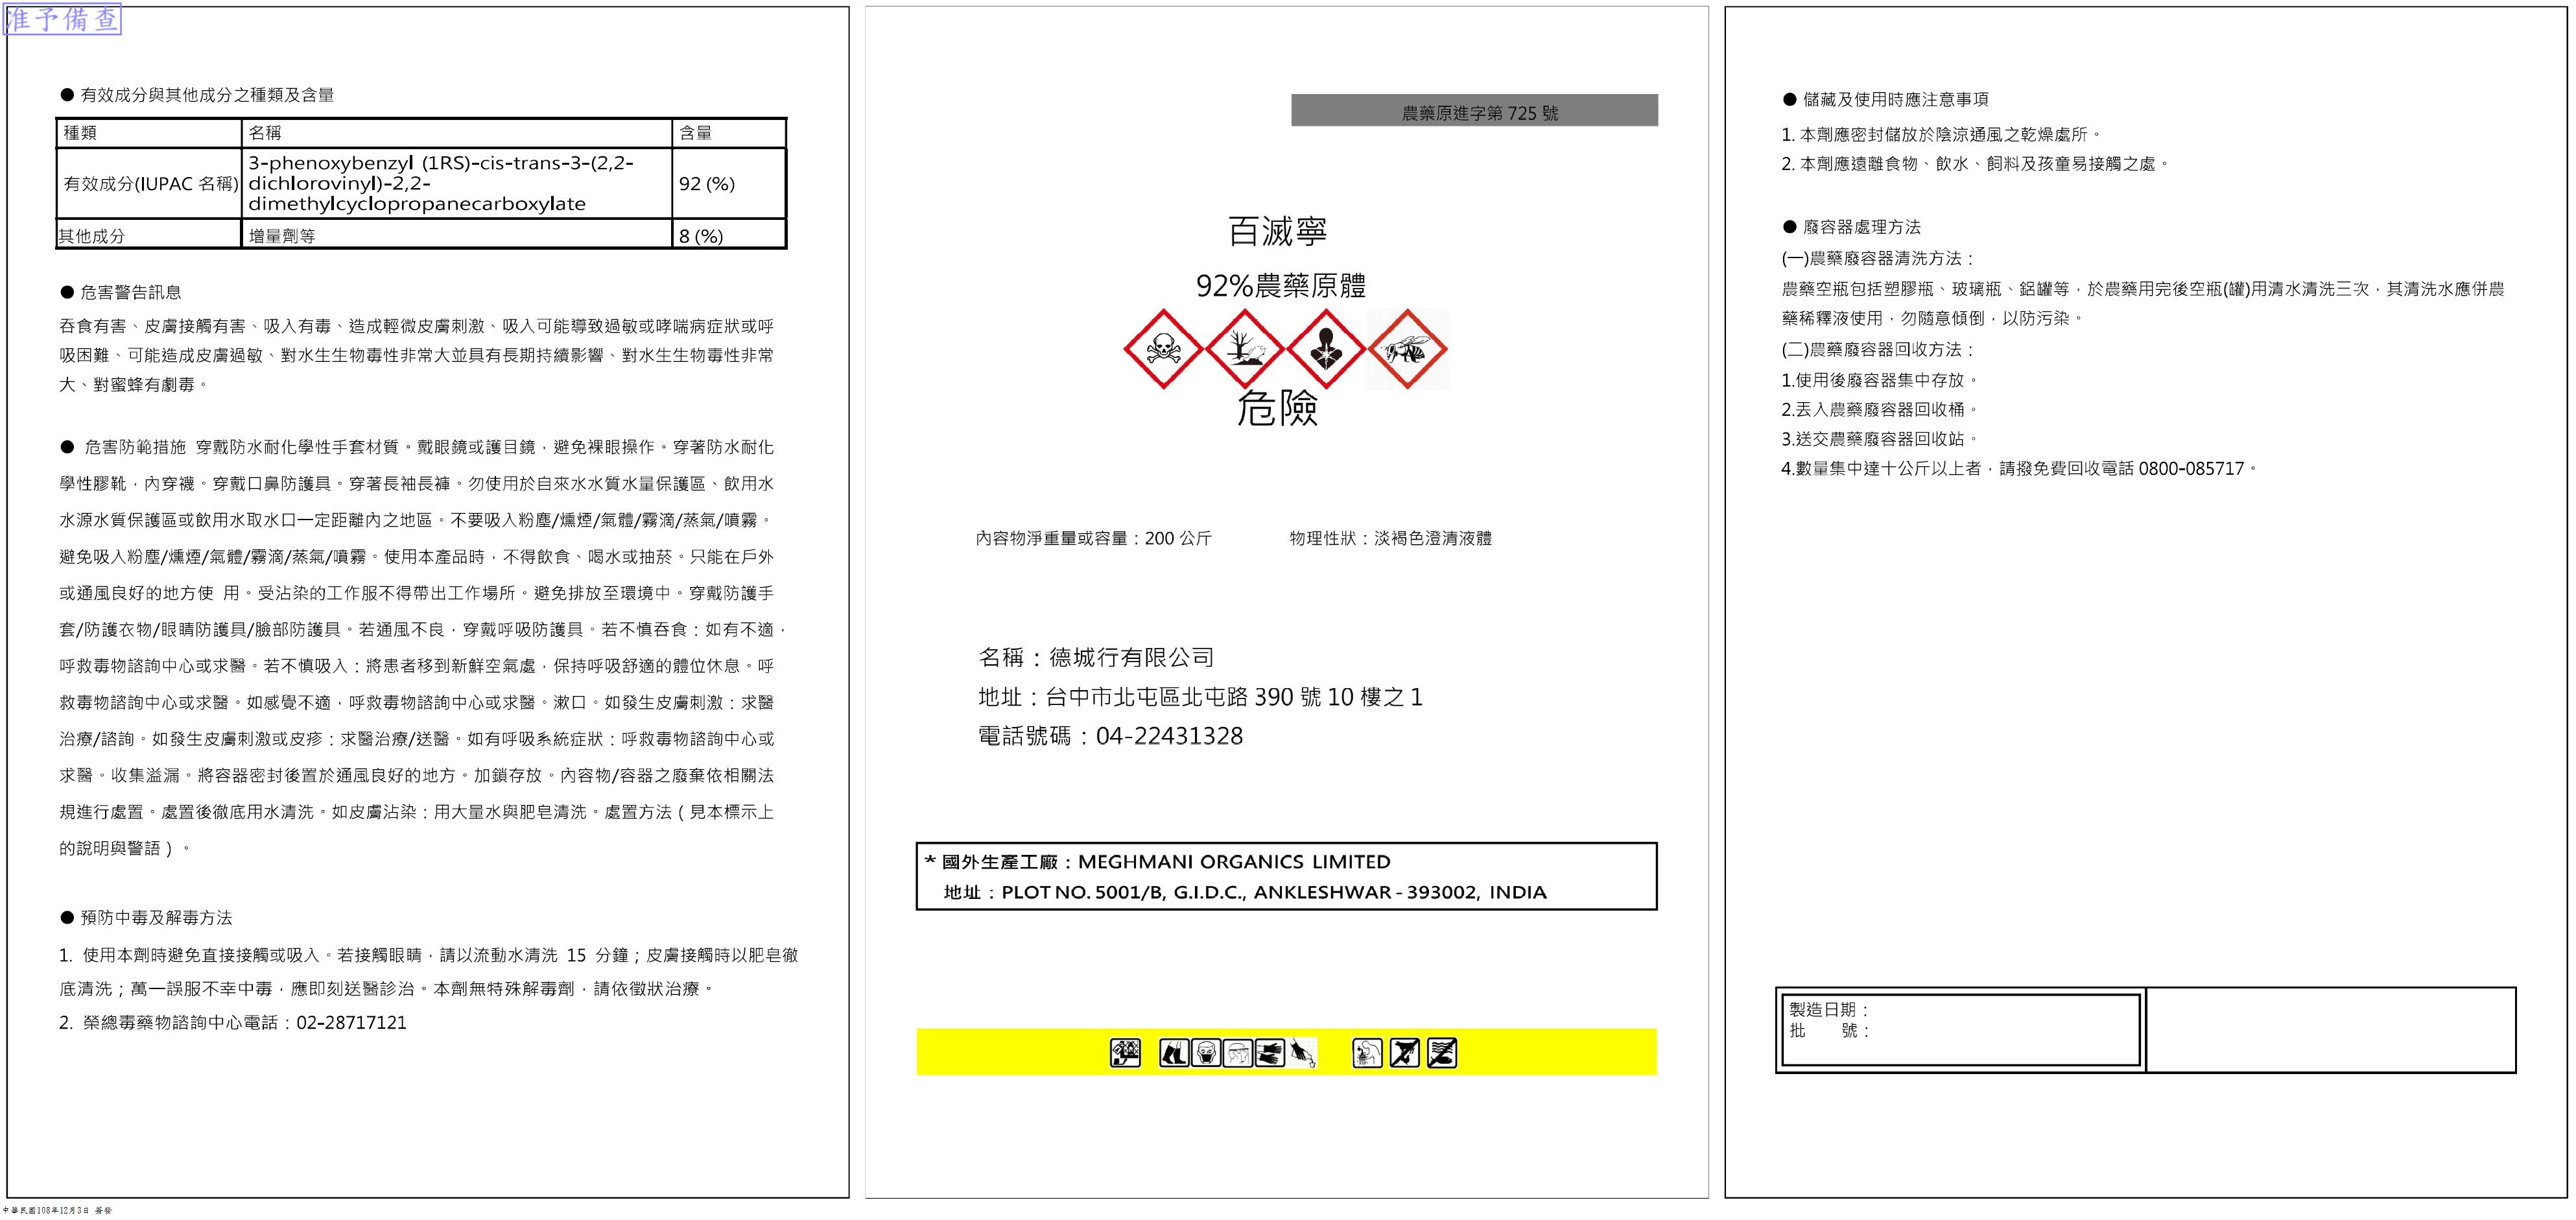 准予備查
● 有效成分與其他成分之種類及含量
種類 名稱 含量
有效成分(IUPAC 名稱) 3-phenoxybenzyl (1RS)-cis-trans-3-(2,2-
dichlorovinyl)-2,2-
dimethylcyclopropanecarboxylate 92 (%)
其他成分 增量劑等 8 (%)
● 危害警告訊息
吞食有害、皮膚接觸有害、吸入有毒、造成輕微皮膚刺激、吸入可能導致過敏或哮喘病症狀或呼
吸困難、可能造成皮膚過敏、對水生生物毒性非常大並具有長期持續影響、對水生生物毒性非常
大、對蜜蜂有劇毒。
● 危害防範措施 穿戴防水耐化學性手套材質。戴眼鏡或護目鏡，避免裸眼操作。穿著防水耐化
學性膠靴，內穿襪。穿戴口鼻防護具。穿著長袖長褲。勿使用於自來水水質水量保護區、飲用水
水源水質保護區或飲用水取水口一定距離內之地區。不要吸入粉塵/燻煙/氣體/霧滴/蒸氣/噴霧。
避免吸入粉塵/燻煙/氣體/霧滴/蒸氣/噴霧。使用本產品時，不得飲食、喝水或抽菸。只能在戶外
或通風良好的地方使 用。受沾染的工作服不得帶出工作場所。避免排放至環境中。穿戴防護手
套/防護衣物/眼睛防護具/臉部防護具。若通風不良，穿戴呼吸防護具。若不慎吞食：如有不適，
呼救毒物諮詢中心或求醫。若不慎吸入：將患者移到新鮮空氣處，保持呼吸舒適的體位休息。呼
救毒物諮詢中心或求醫。如感覺不適，呼救毒物諮詢中心或求醫。漱口。如發生皮膚刺激：求醫
治療/諮詢。如發生皮膚刺激或皮疹：求醫治療/送醫。如有呼吸系統症狀：呼救毒物諮詢中心或
求醫。收集溢漏。將容器密封後置於通風良好的地方。加鎖存放。內容物/容器之廢棄依相關法
規進行處置。處置後徹底用水清洗。如皮膚沾染：用大量水與肥皂清洗。處置方法（見本標示上
的說明與警語）。
● 預防中毒及解毒方法
1. 使用本劑時避免直接接觸或吸入。若接觸眼睛，請以流動水清洗 15 分鐘；皮膚接觸時以肥皂徹
底清洗；萬一誤服不幸中毒，應即刻送醫診治。本劑無特殊解毒劑，請依徵狀治療。
2. 榮總毒藥物諮詢中心電話：02-28717121
農藥原進字第 725 號
百滅寧
92%農藥原體
危險
內容物淨重量或容量：200 公斤 物理性狀：淡褐色澄清液體
名稱：德城行有限公司
地址：台中市北屯區北屯路 390 號 10 樓之 1
電話號碼：04-22431328
* 國外生產工廠：MEGHMANI ORGANICS LIMITED
地址：PLOT NO. 5001/B, G.I.D.C., ANKLESHWAR - 393002, INDIA
● 儲藏及使用時應注意事項
1. 本劑應密封儲放於陰涼通風之乾燥處所。
2. 本劑應遠離食物、飲水、飼料及孩童易接觸之處。
● 廢容器處理方法
(一)農藥廢容器清洗方法：
農藥空瓶包括塑膠瓶、玻璃瓶、鋁罐等，於農藥用完後空瓶(罐)用清水清洗三次，其清洗水應併農
藥稀釋液使用，勿隨意傾倒，以防污染。
(二)農藥廢容器回收方法：
1.使用後廢容器集中存放。
2.丟入農藥廢容器回收桶。
3.送交農藥廢容器回收站。
4.數量集中達十公斤以上者，請撥免費回收電話 0800-085717。
製造日期：
批 號：
中華民國108年12月3日 簽發